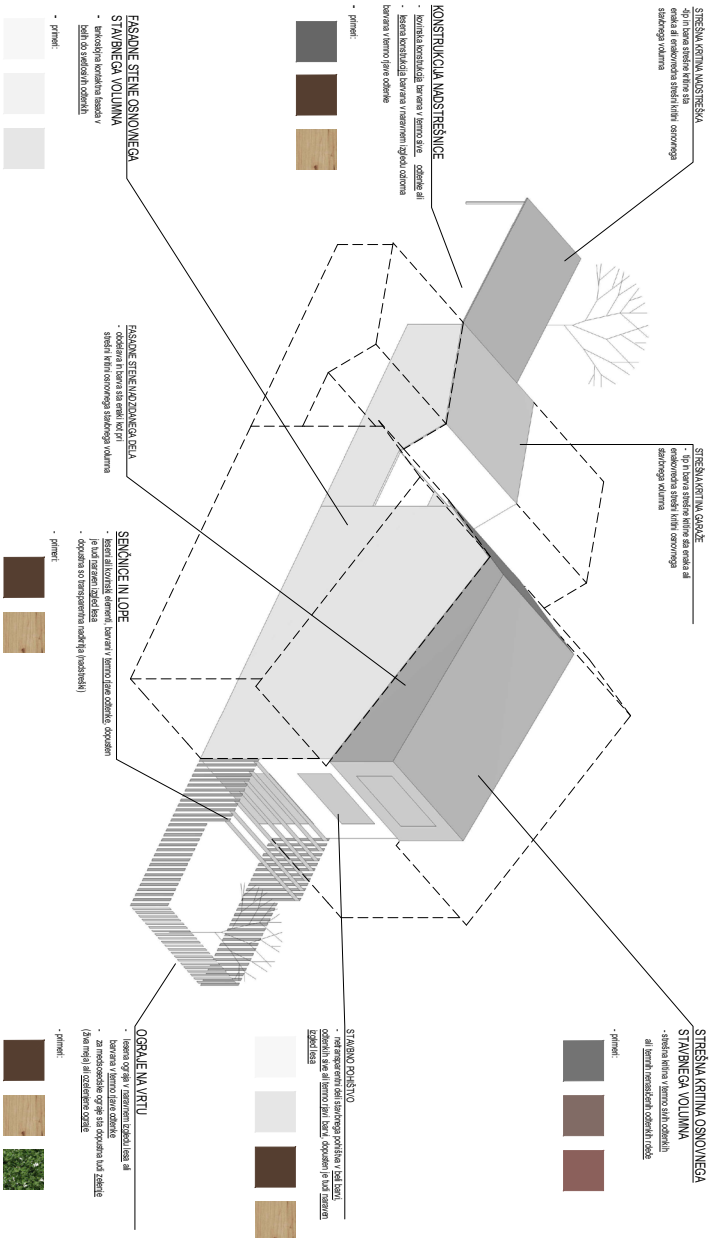 STREŠNA KRITINA NADSTREŠKA
-tip in barva strešne kritine sta
enaka ali enakovredna strešni kritini osnovnega
stavbnega volumna
STREŠNA KRITINA GARAŽE
- tip in barva strešne kritine sta enaka ali
enakovredna strešni kritini osnovnega
stavbnega volumna
STREŠNA KRITINA OSNOVNEGA
STAVBNEGA VOLUMNA
- strešna kritina v temno sivih odtenkih
ali temnih nenasičenih odtenkih rdeče
- primeri:
KONSTRUKCIJA NADSTREŠNICE
- kovinska konstrukcija barvana v temno sive odtenke ali
- lesena konstrukcija barvana v naravnem izgledu oziroma
barvana v temno rjave odtenke
- primeri:
STAVBNO POHIŠTVO
- netransparentni deli stavbnega pohištva v beli barvi,
odtenkih sive ali temno rjavi barvi, dopusten je tudi naraven
izgled lesa
FASADNE STENE OSNOVNEGA
STAVBNEGA VOLUMNA
- tankoslojna kontaktna fasada v
belih do svetlosivih odtenkih
- primeri:
FASADNE STENE NADZIDANEGA DELA
- obdelava in barva sta enaki kot pri
strešni kritini osnovnega stavbnega volumna
SENČNICE IN LOPE
- leseni ali kovinski elementi, barvani v temno rjave odtenke, dopusten
je tudi naraven izgled lesa
- dopustna so transparentna nadkritja (nadstreški)
- primeri:
OGRAJE NA VRTU
- lesena ograja v naravnem izgledu lesa ali
barvana v temno rjave odtenke
- za medsosedske ograje sta dopustna tudi zelenje
(živa meja) ali ozelenjene ograje
- primeri: